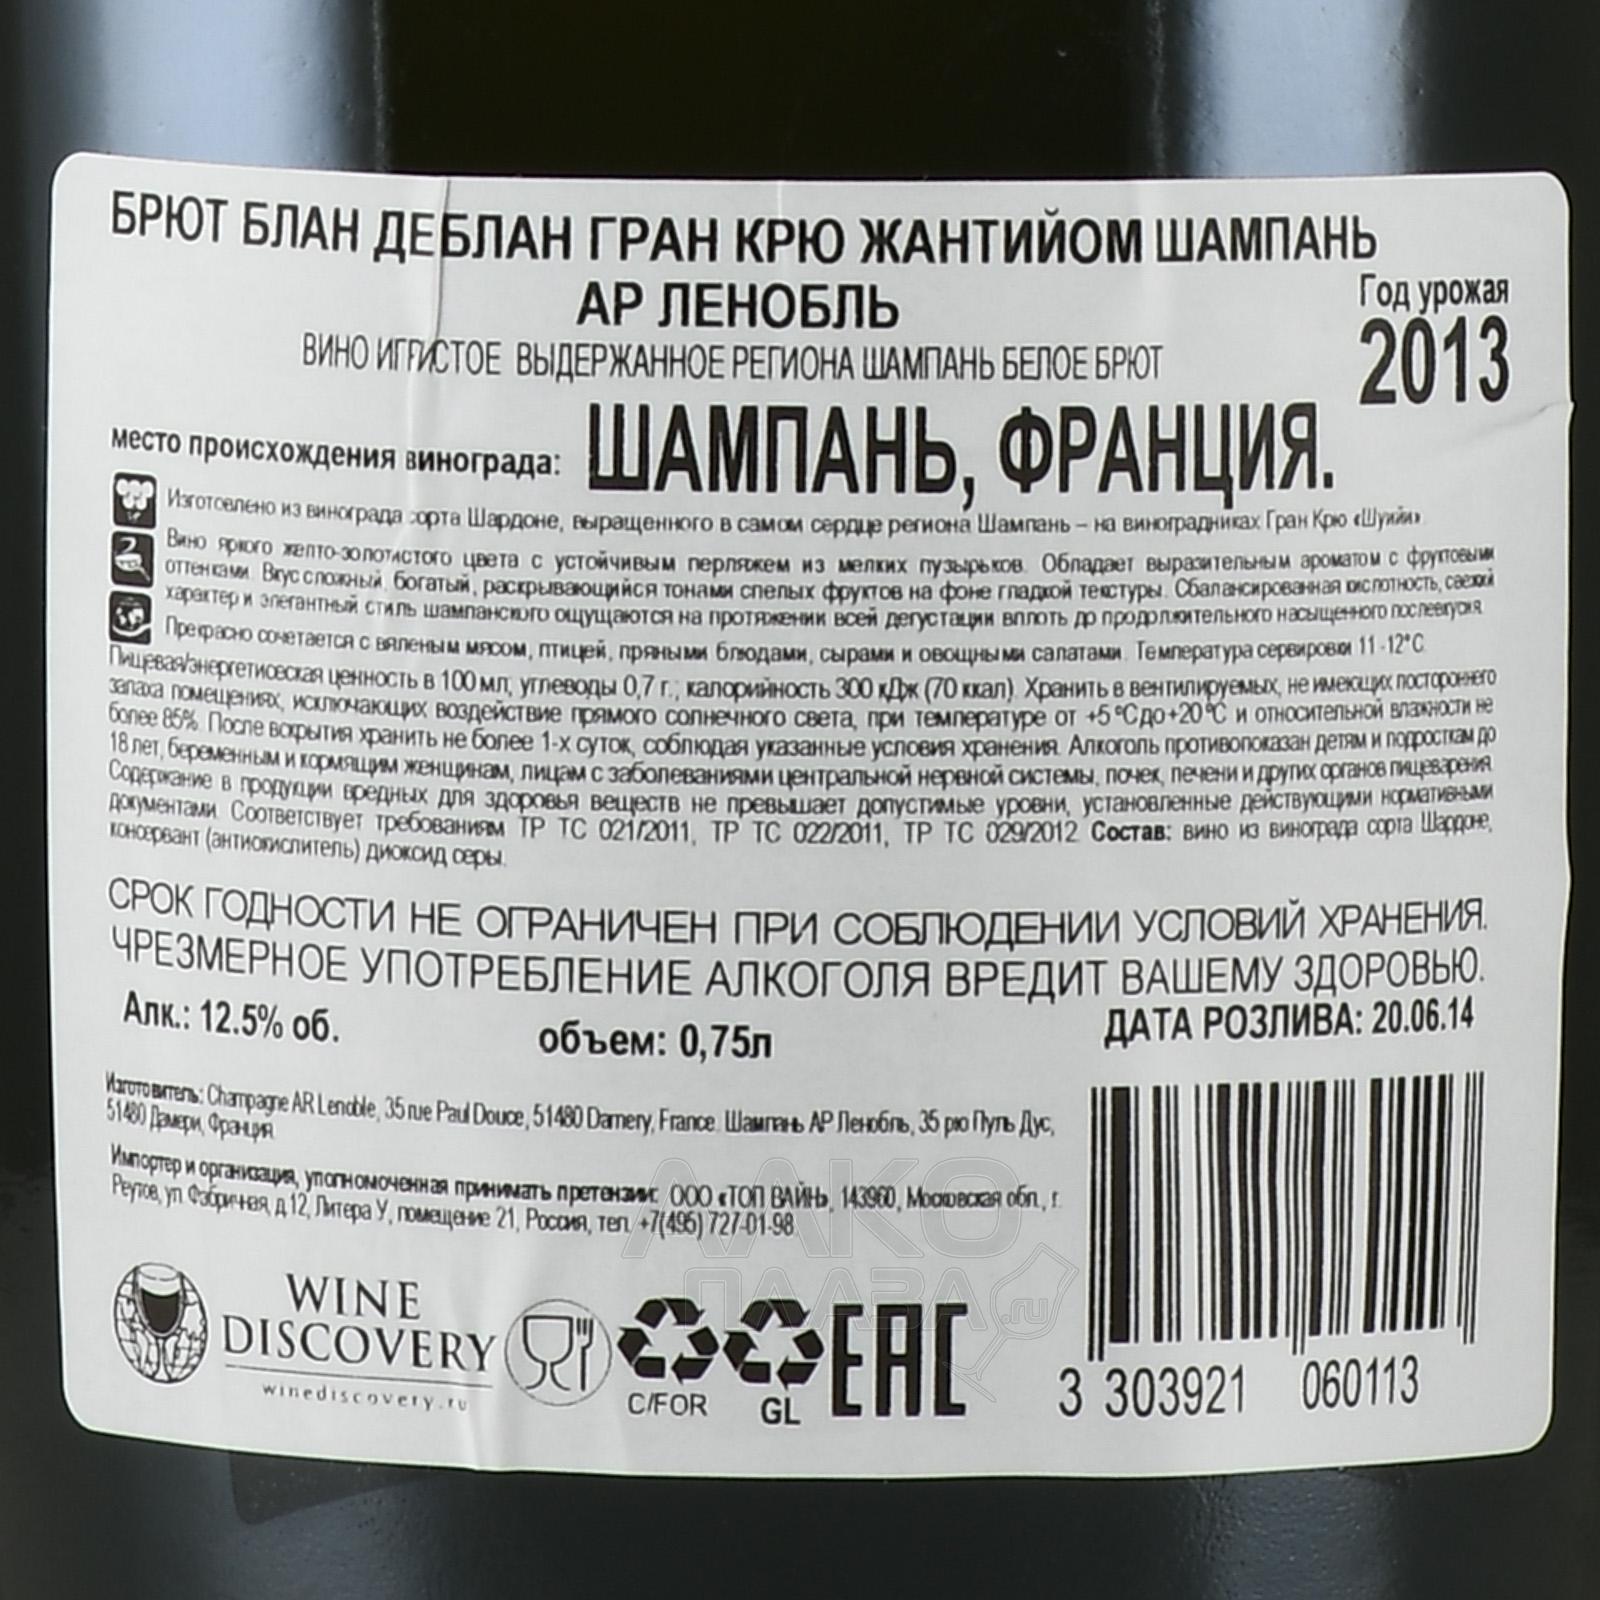 БРЮТ БЛАН ДЕБЛАН ГРАН КРЮ ЖАНТИЙОМ ШАМПАНЬ
АР ЛЕНОБЛЬ
Год урожая
2013
ВИНО ИГРИСТОЕ ВЫДЕРЖАННОЕ РЕГИОНА ШАМПАНЬ БЕЛОЕ БРЮТ
место происхождения винограда: ШАМПАНЬ, ФРАНЦИЯ.
Изготовлено из винограда сорта Шардоне, выращенного в самом сердце региона Шампань – на виноградниках Гран Крю «Шуийи».
Вино яркого желто-золотистого цвета с устойчивым перляжем из мелких пузырьков. Обладает выразительным ароматом с фруктовыми
оттенками. Вкус сложный, богатый, раскрывающийся тонами спелых фруктов на фоне гладкой текстуры. Сбалансированная кислотность, свежий
характер и элегантный стиль шампанского ощущаются на протяжении всей дегустации вплоть до продолжительного насыщенного послевкусия.
Прекрасно сочетается с вяленым мясом, птицей, пряными блюдами, сырами и овощными салатами. Температура сервировки 11 -12°С.
Пищевая/энергетиоеская ценность в 100 мл; углеводы 0,7 г.; калорийность 300 кДж (70 ккал). Хранить в вентилируемых, не имеющих постороннего
запаха помещениях, исключающих воздействие прямого солнечного света, при температуре от +5 °С до +20 °С и относительной влажности не
более 85%. После вскрытия хранить не более 1-х суток, соблюдая указанные условия хранения. Алкоголь противопоказан детям и подросткам до
18 лет, беременным и кормящим женщинам, лицам с заболеваниями центральной нервной системы, почек, печени и других органов пищеварения.
Содержание в продукции вредных для здоровья веществ не превышает допустимые уровни, установленные действующими нормативными
документами. Соответствует требованиям ТР ТС 021/2011, ТР ТС 022/2011, ТР ТС 029/2012. Состав: вино из винограда сорта Шардоне,
консервант (антиокислитель) диоксид серы.
СРОК ГОДНОСТИ НЕ ОГРАНИЧЕН ПРИ СОБЛЮДЕНИИ УСЛОВИЙ ХРАНЕНИЯ.
ЧРЕЗМЕРНОЕ УПОТРЕБЛЕНИЕ АЛКОГОЛЯ ВРЕДИТ ВАШЕМУ ЗДОРОВЬЮ.
Алк.: 12.5% об. объем: 0,75л ДАТА РОЗЛИВА: 20.06.14
Изготовитель: Champagne AR Lenoble, 35 rue Paul Douce, 51480 Damery, France. Шампань АР Ленобль, 35 рю Пуль Дус,
51480 Дамери, Франция.
Импортер и организация, уполномоченная принимать претензии: ООО «ТОП ВАЙН», 143960, Московская обл., г.
Реутов, ул. Фабричная, д.12, Литера У, помещение 21, Россия, тел. +7(495) 727-01-98
WINE
DISCOVERY
winediscovery.ru
C/FOR
GL
ЕАС
3 303921 060113
ААКО
ПЛАЗА
.ru